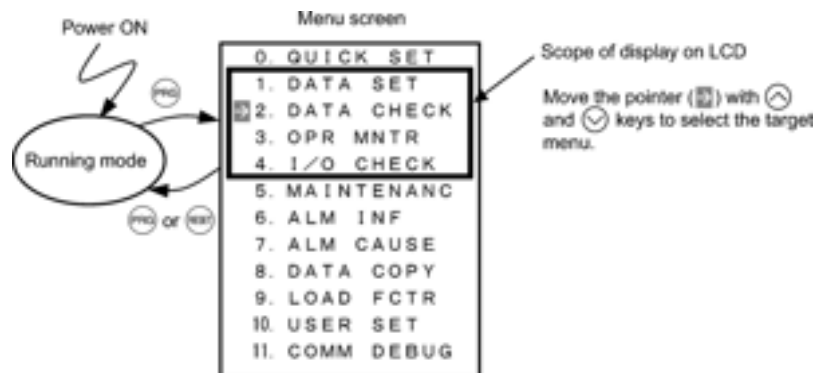 Menu screen
Power ON
PRG
Running mode
PRG or RESET
0. QUICK SET
1. DATA SET
2. DATA CHECK
3. OPR MNTR
4. I/O CHECK
5. MAINTENANC
6. ALM INF
7. ALM CAUSE
8. DATA COPY
9. LOAD FCTR
10. USER SET
11. COMM DEBUG
Scope of display on LCD
Move the pointer ( ) with
and keys to select the target
menu.